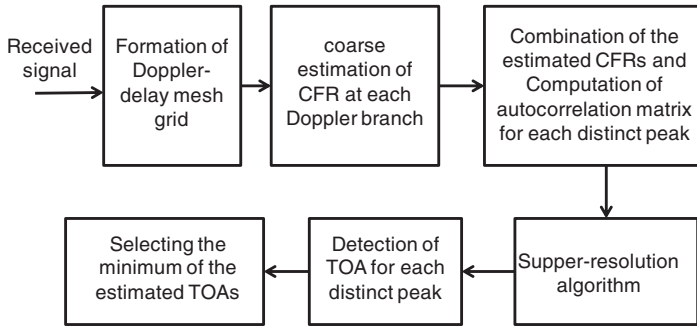 Received
signal
Formation of
Doppler-
delay mesh
grid
coarse
estimation of
CFR at each
Doppler branch
Combination of the
estimated CFRs and
Computation of
autocorrelation matrix
for each distinct peak
Supper-resolution
algorithm
Detection of
TOA for each
distinct peak
Selecting the
minimum of the
estimated TOAs